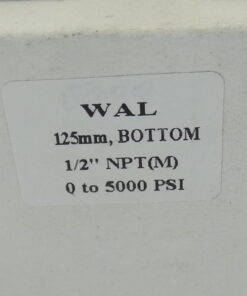 WAL
125mm, BOTTOM
1/2" NPT(M)
0 to 5000 PSI